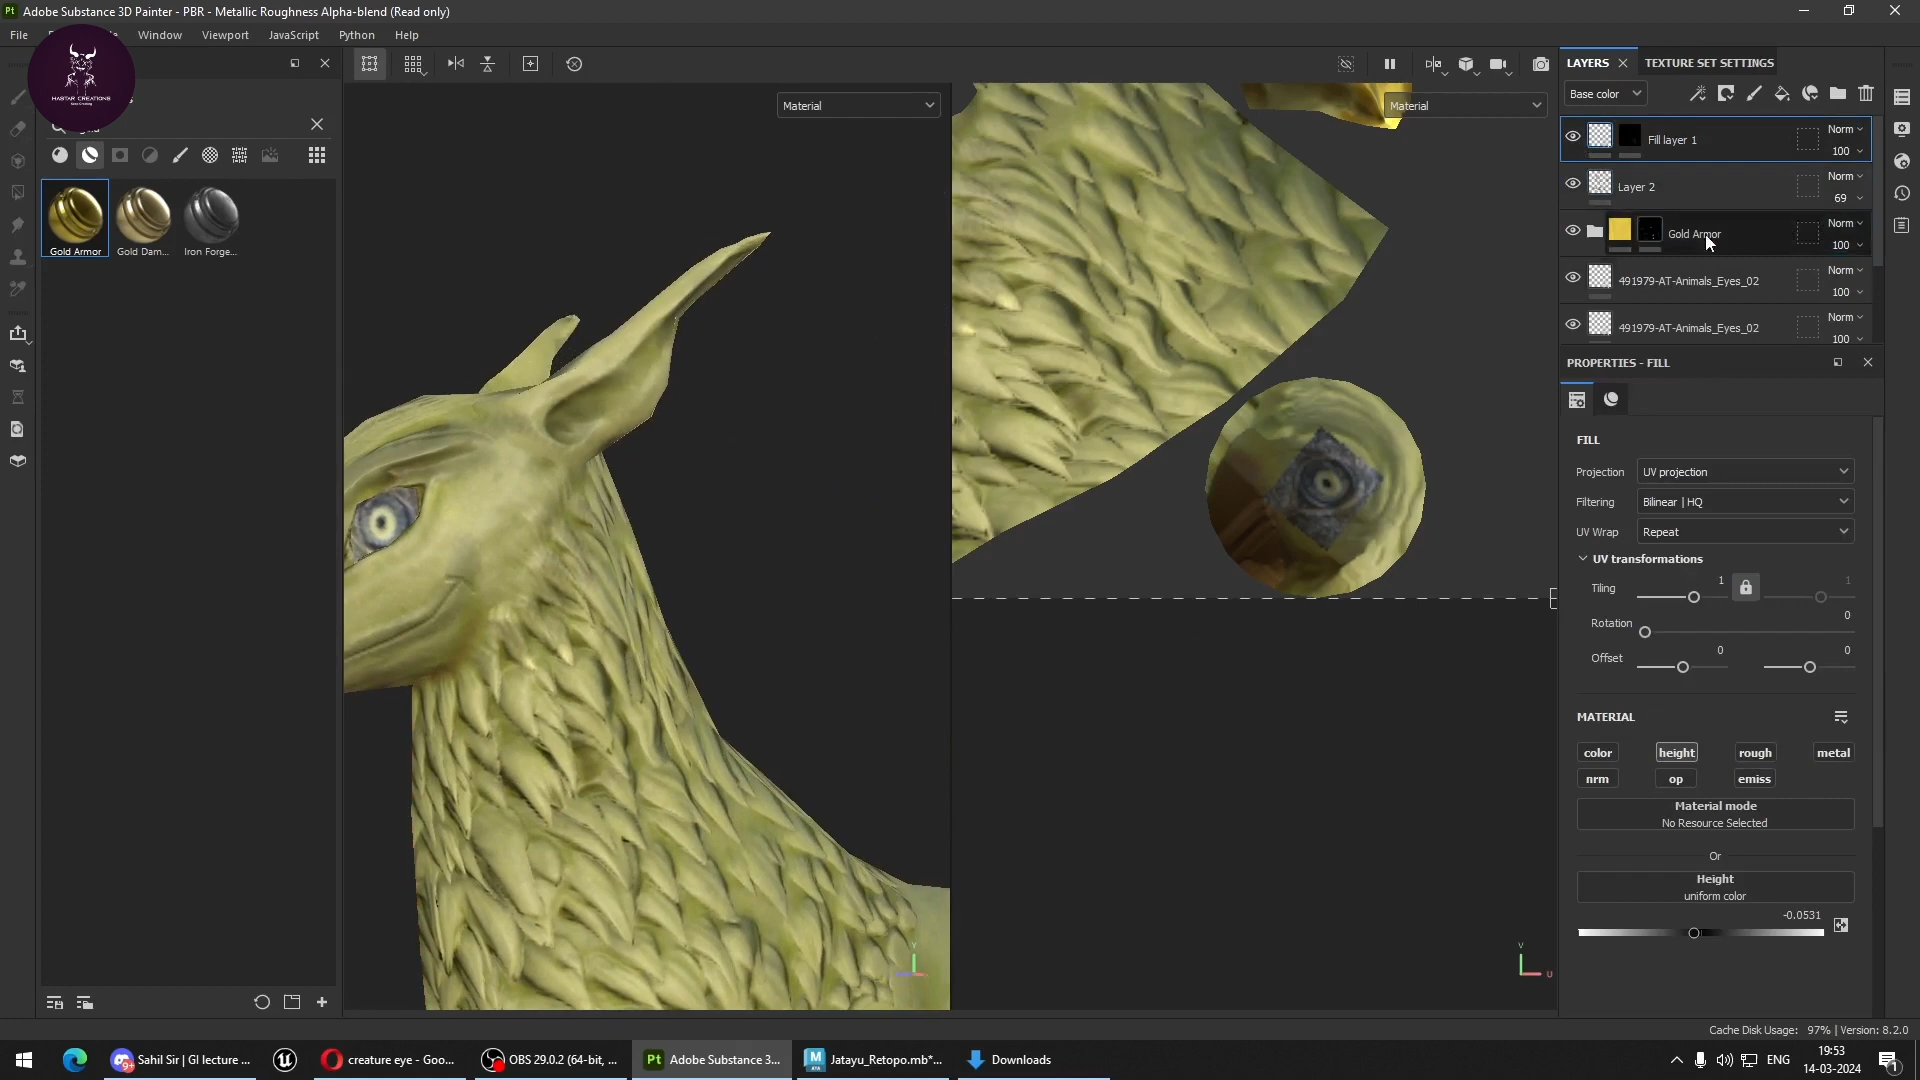 Adobe Substance 3D Painter - PBR - Metallic Roughness Alpha-blend (Read only)
File
Window
Viewport
JavaScript
Python
Help
HASTAR CREATIONS
Material
Material
LAYERS
TEXTURE SET SETTINGS
Base color
Fill layer 1
Norm
100
Layer 2
Norm
69
Gold Armor
Norm
100
491979-AT-Animals_Eyes_02
Norm
100
491979-AT-Animals_Eyes_02
Norm
100
Gold Armor
Gold Dam...
Iron Forge...
PROPERTIES - FILL
FILL
Projection
UV projection
Filtering
Bilinear | HQ
UV Wrap
Repeat
UV transformations
Tiling
1
1
Rotation
0
Offset
0
0
MATERIAL
color
height
rough
metal
nrm
op
emiss
Material mode
No Resource Selected
Or
Height
uniform color
-0.0531
Y
V
U
Cache Disk Usage: 97% | Version: 8.2.0
Sahil Sir | GI lecture ...
creature eye - Goo...
OBS 29.0.2 (64-bit, ...
Pt
Adobe Substance 3...
Jatayu_Retopo.mb*...
Downloads
ENG
19:53
14-03-2024